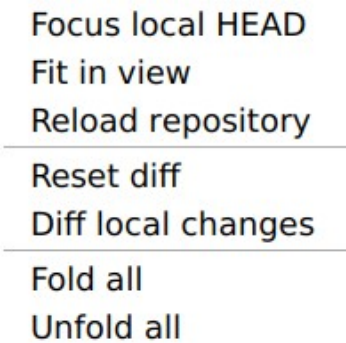 Focus local HEAD
Fit in view
Reload repository
Reset diff
Diff local changes
Fold all
Unfold all